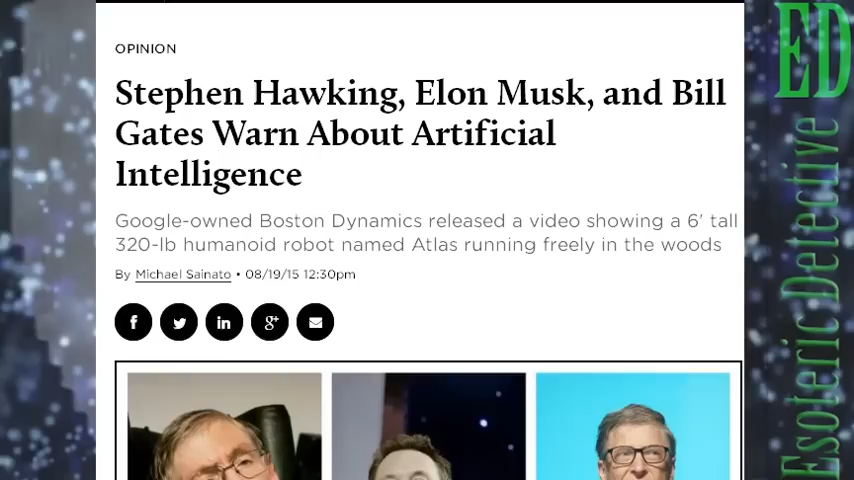 OPINION
Stephen Hawking, Elon Musk, and Bill
Gates Warn About Artificial
Intelligence
Google-owned Boston Dynamics released a video showing a 6' tall
320-lb humanoid robot named Atlas running freely in the woods
By Michael Sainato • 08/19/15 12:30pm
f
in
g+
ED
Esoteric Detective